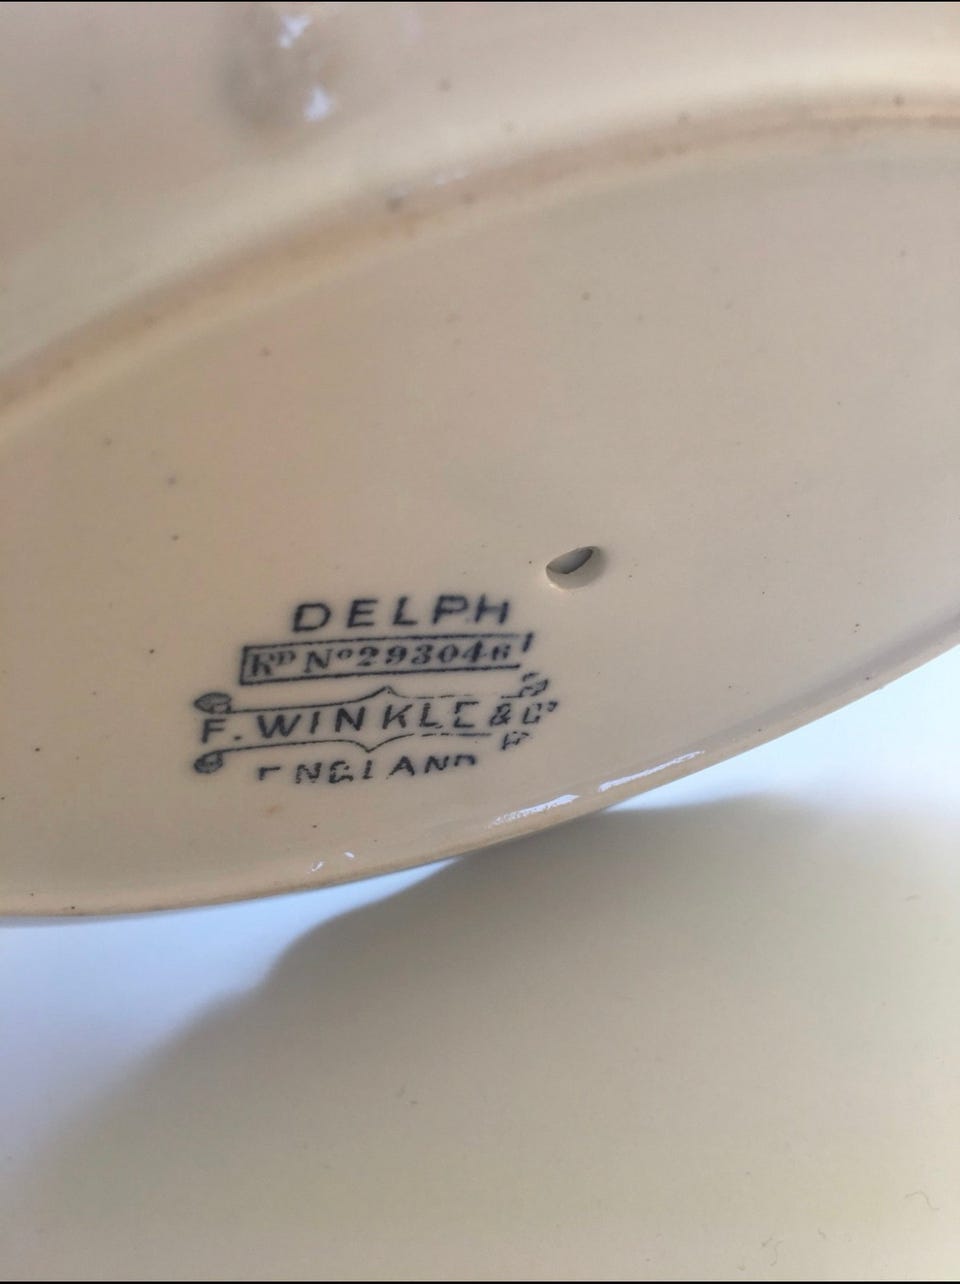 DELPH
RD No 293046
F. WINKLE & Co
ENGLAND